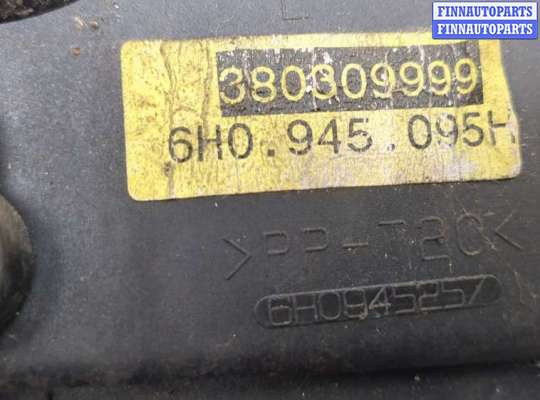 FINNAUTOPARTS
FINNAUTOPARTS
380309999
6H0.945.095H
>PP-T20<
6H0945257